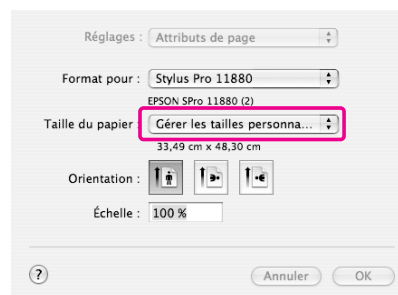 Réglages : Attributs de page
Format pour : Stylus Pro 11880
EPSON SPro 11880 (2)
Taille du papier : Gérer les tailles personna...
33,49 cm x 48,30 cm
Orientation :
Échelle : 100 %
? Annuler OK